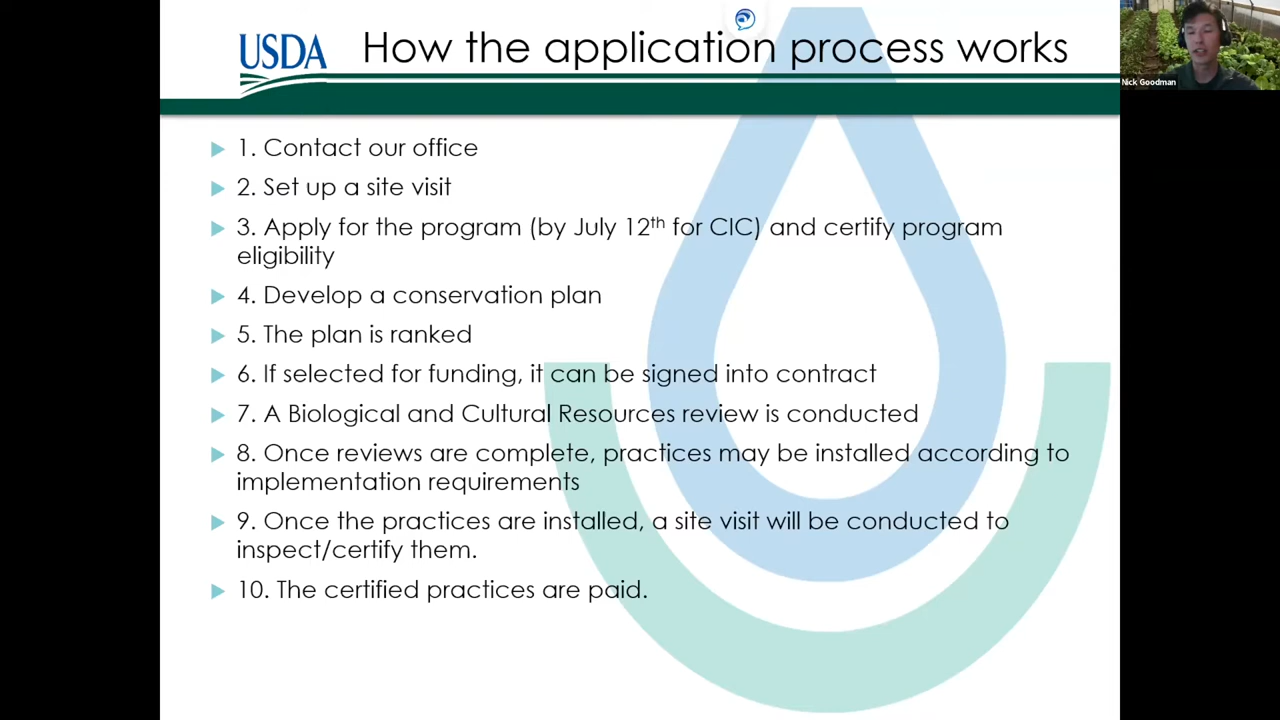 USDA
How the application process works
Nick Goodman
1. Contact our office
2. Set up a site visit
3. Apply for the program (by July 12th for CIC) and certify program
eligibility
4. Develop a conservation plan
5. The plan is ranked
6. If selected for funding, it can be signed into contract
7. A Biological and Cultural Resources review is conducted
8. Once reviews are complete, practices may be installed according to
implementation requirements
9. Once the practices are installed, a site visit will be conducted to
inspect/certify them.
10. The certified practices are paid.